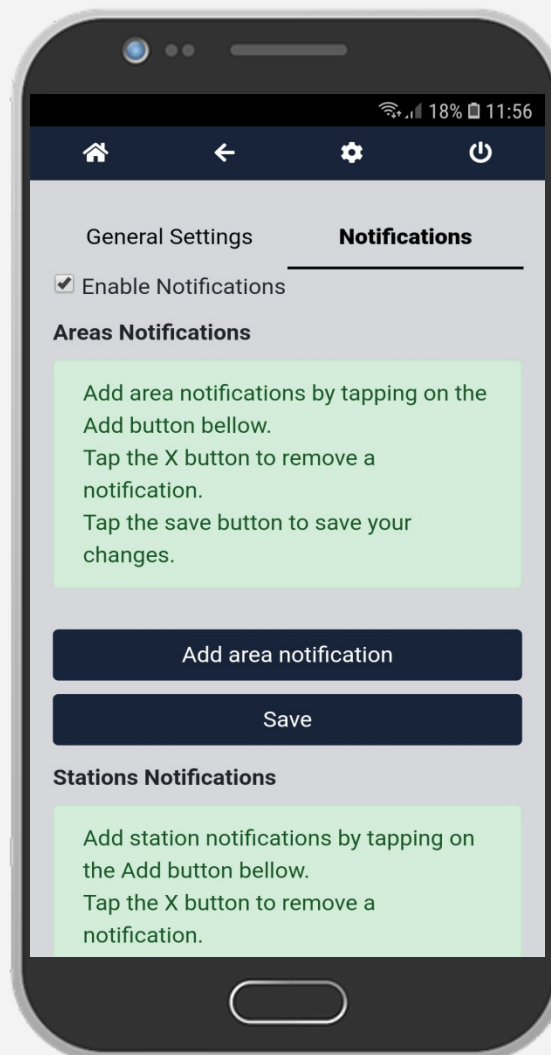 18% 11:56
General Settings Notifications
Enable Notifications
Areas Notifications
Add area notifications by tapping on the
Add button bellow.
Tap the X button to remove a
notification.
Tap the save button to save your
changes.
Add area notification
Save
Stations Notifications
Add station notifications by tapping on
the Add button bellow.
Tap the X button to remove a
notification.